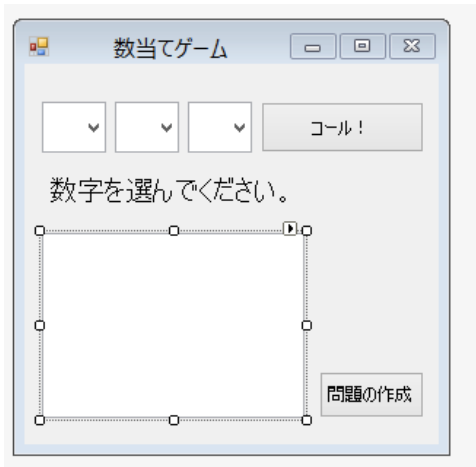 数当てゲーム
コール！
数字を選んでください。
問題の作成